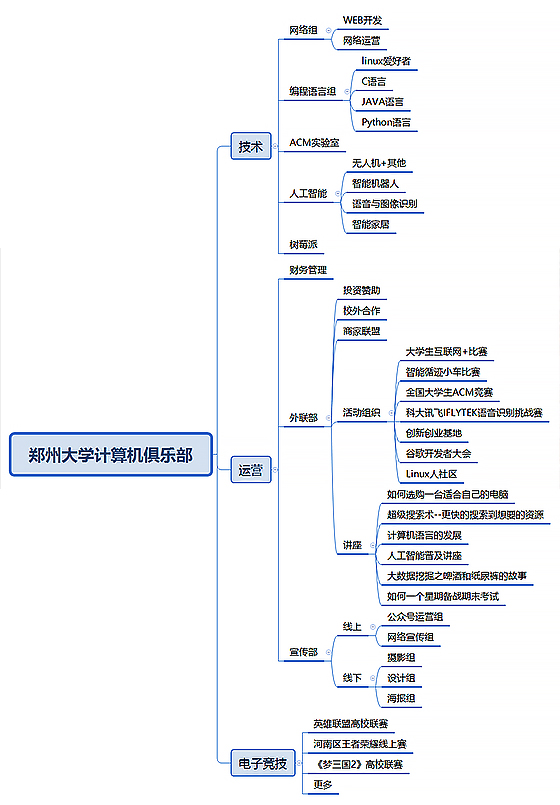 郑州大学计算机俱乐部
技术
网络组
WEB开发
网络运营
编程语言组
linux爱好者
C语言
JAVA语言
Python语言
ACM实验室
人工智能
无人机+其他
智能机器人
语音与图像识别
智能家居
树莓派
运营
财务管理
外联部
投资赞助
校外合作
商家联盟
活动组织
大学生互联网+比赛
智能循迹小车比赛
全国大学生ACM竞赛
科大讯飞IFLYTEK语音识别挑战赛
创新创业基地
谷歌开发者大会
Linux人社区
讲座
如何选购一台适合自己的电脑
超级搜索术--更快的搜索到想要的资源
计算机语言的发展
人工智能普及讲座
大数据挖掘之啤酒和纸尿裤的故事
如何一个星期备战期末考试
宣传部
线上
公众号运营组
网络宣传组
线下
摄影组
设计组
海报组
电子竞技
英雄联盟高校联赛
河南区王者荣耀线上赛
《梦三国2》高校联赛
更多